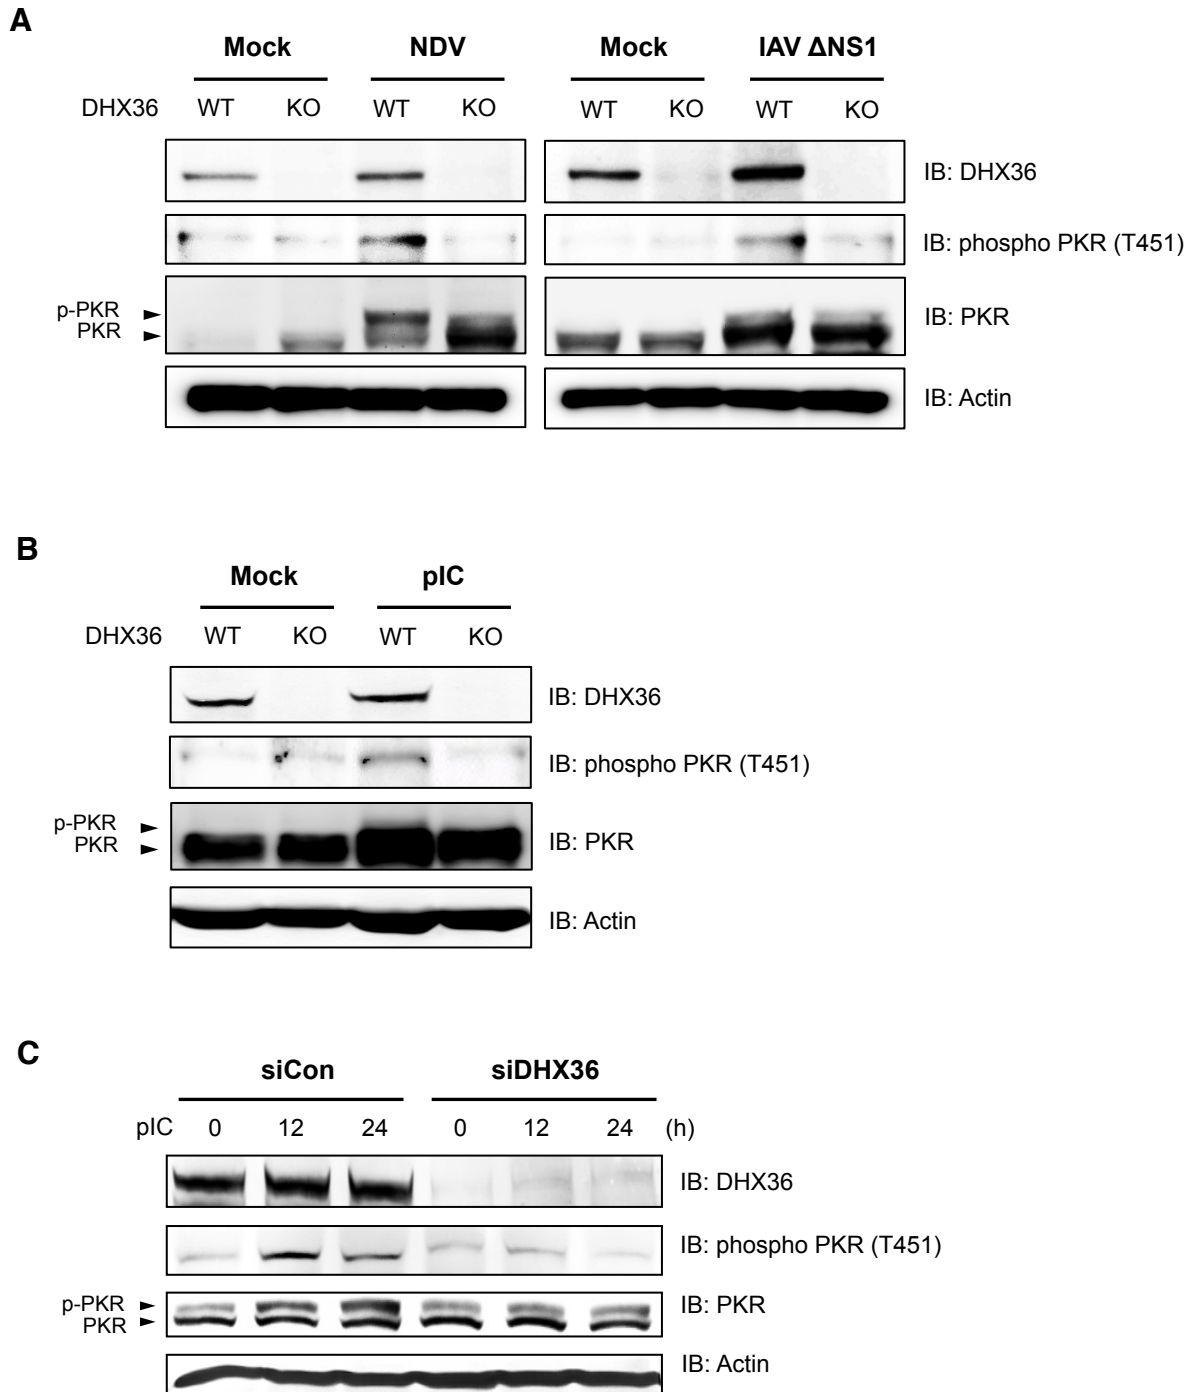 A
Mock NDV Mock IAV ΔNS1
DHX36 WT KO WT KO WT KO WT KO
IB: DHX36
IB: phospho PKR (T451)
p-PKR
PKR
IB: PKR
IB: Actin
B
Mock pIC
DHX36 WT KO WT KO
IB: DHX36
IB: phospho PKR (T451)
p-PKR
PKR
IB: PKR
IB: Actin
C
siCon siDHX36
pIC 0 12 24 0 12 24 (h)
IB: DHX36
IB: phospho PKR (T451)
p-PKR
PKR
IB: PKR
IB: Actin